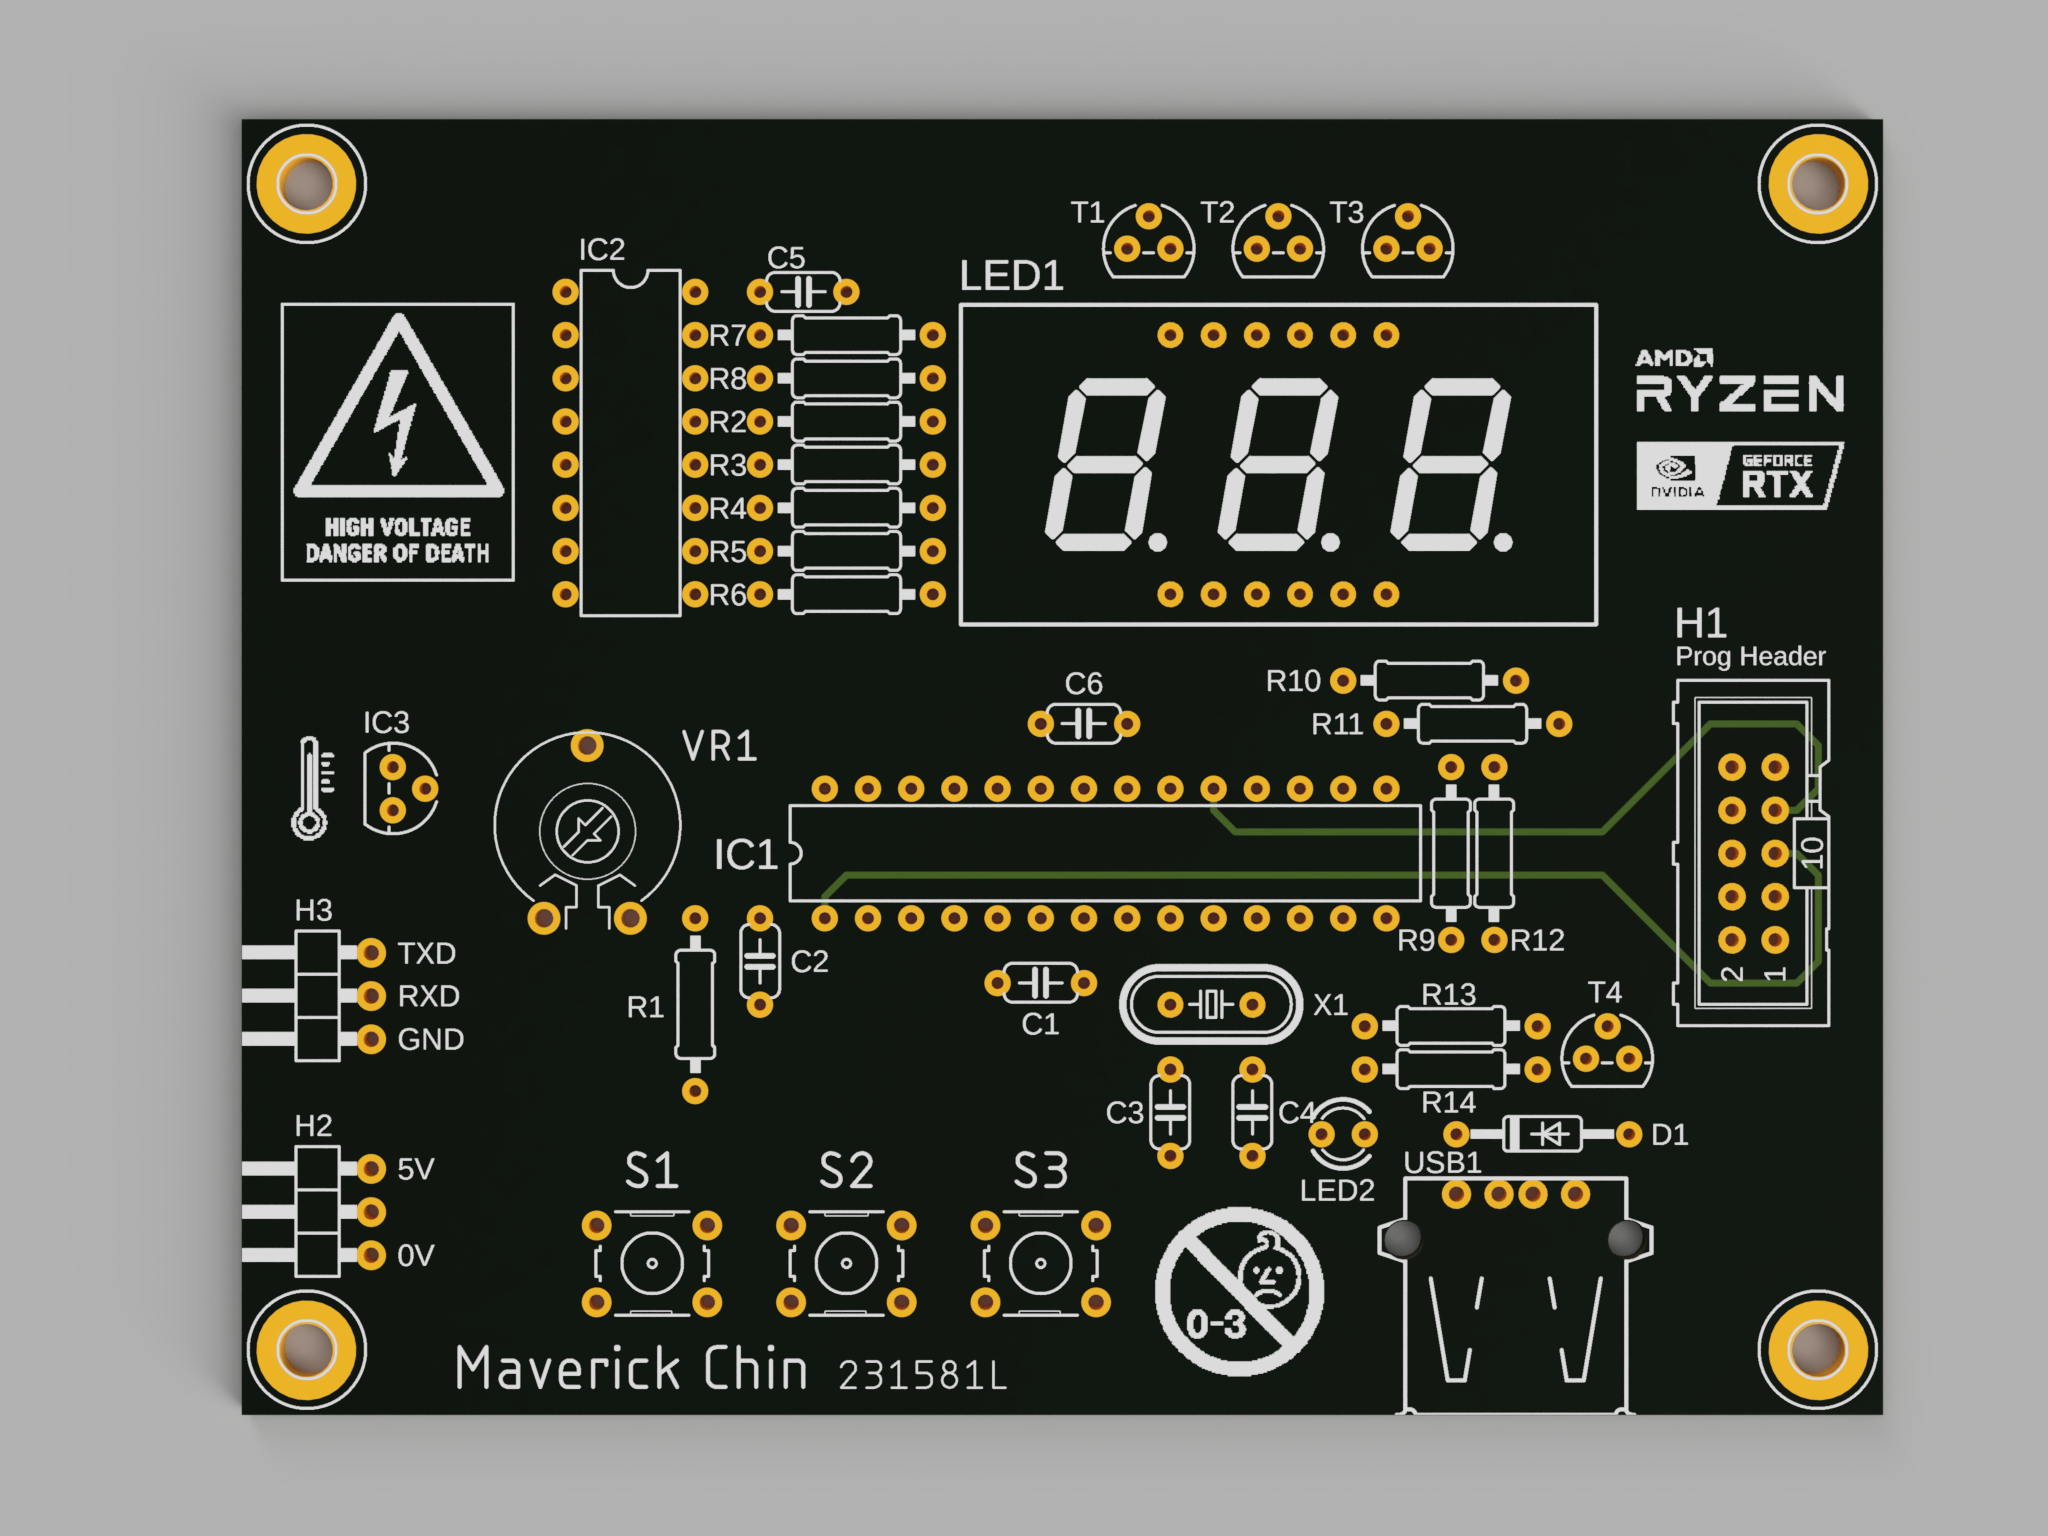 T1
T2
T3
IC2
C5
LED1
HIGH VOLTAGE
DANGER OF DEATH
R7
R8
R2
R3
R4
R5
R6
AMD
RYZEN
NVIDIA
GEFORCE
RTX
H1
Prog Header
10
2
1
R10
R11
C6
IC3
VR1
IC1
R9
R12
H3
TXD
RXD
GND
R1
C2
C1
X1
R13
R14
T4
C3
C4
D1
LED2
USB1
H2
5V
0V
S1
S2
S3
0-3
Maverick Chin 231581L